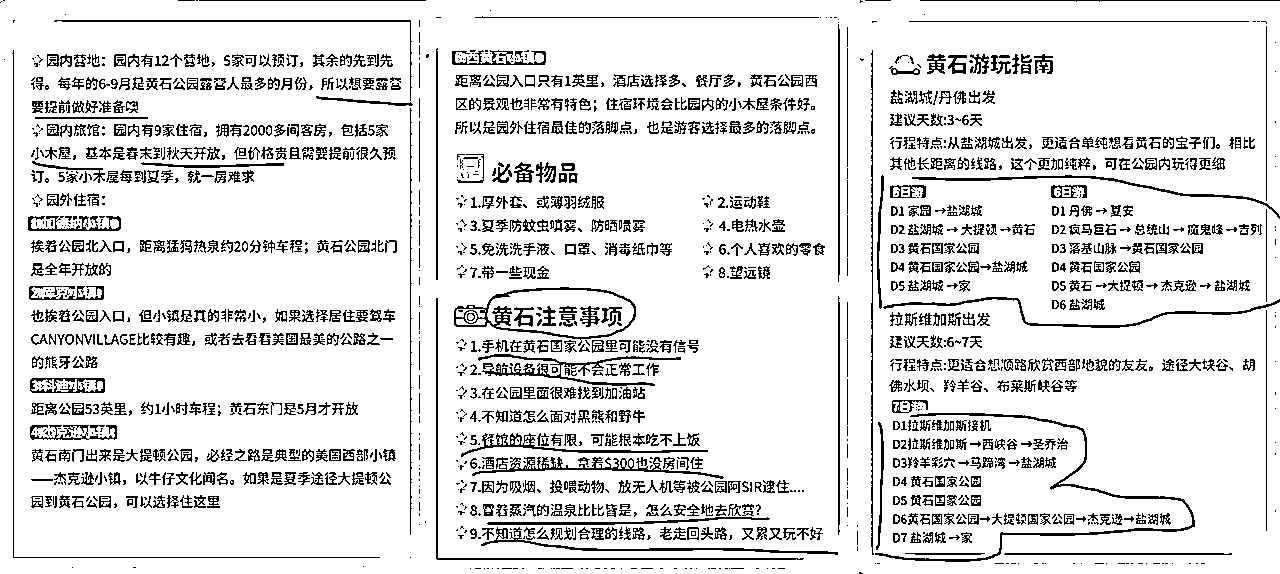 园内营地：园内有12个营地，5家可以预订，其余的先到先
得。每年的6-9月是黄石公园露营人最多的月份，所以想要露营
要提前做好准备噢
园内旅馆：园内有9家住宿，拥有2000多间客房，包括5家
小木屋，基本是春末到秋天开放，但价格贵且需要提前很久预
订。5家小木屋每到夏季，就一房难求
园外住宿：
挨着公园北入口，距离猛犸热泉约20分钟车程；黄石公园北门
是全年开放的
也挨着公园入口，但小镇是真的非常小，如果选择居住要驾车
CANYONVILLAGE比较有趣，或者去看看美国最美的公路之一
的熊牙公路
3科迪小镇
距离公园53英里，约1小时车程；黄石东门是5月才开放
4杰克逊小镇
黄石南门出来是大提顿公园，必经之路是典型的美国西部小镇
——杰克逊小镇，以牛仔文化闻名。如果是夏季途径大提顿公
园到黄石公园，可以选择住这里
西黄石小镇
距离公园入口只有1英里，酒店选择多、餐厅多，黄石公园西
区的景观也非常有特色；住宿环境会比园内的小木屋条件好。
所以是园外住宿最佳的落脚点，也是游客选择最多的落脚点。
必备物品
1.厚外套、或薄羽绒服 2.运动鞋
3.夏季防蚊虫喷雾、防晒喷雾 4.电热水壶
5.免洗洗手液、口罩、消毒纸巾等 6.个人喜欢的零食
7.带一些现金 8.望远镜
黄石注意事项
1.手机在黄石国家公园里可能没有信号
2.导航设备很可能不会正常工作
3.在公园里面很难找到加油站
4.不知道怎么面对黑熊和野牛
5.餐馆的座位有限，可能根本吃不上饭
6.酒店资源稀缺，拿着$300也没房间住
7.因为吸烟、投喂动物、放无人机等被公园阿SIR逮住....
8.冒着蒸汽的温泉比比皆是，怎么安全地去欣赏？
9.不知道怎么规划合理的线路，老走回头路，又累又玩不好
黄石游玩指南
盐湖城/丹佛出发
建议天数:3~6天
行程特点:从盐湖城出发，更适合单纯想看黄石的宝子们。相比
其他长距离的线路，这个更加纯粹，可在公园内玩得更细
5日游 6日游
D1 家园→盐湖城 D1 丹佛→夏安
D2 盐湖城→大提顿→黄石 D2 疯马巨石→总统山→魔鬼峰→吉列
D3 黄石国家公园 D3 落基山脉→黄石国家公园
D4 黄石国家公园→盐湖城 D4 黄石国家公园
D5 盐湖城→家 D5 黄石→大提顿→杰克逊→盐湖城
D6 盐湖城
拉斯维加斯出发
建议天数:6~7天
行程特点:更适合想顺路欣赏西部地貌的友友。途径大峡谷、胡
佛水坝、羚羊谷、布莱斯峡谷等
7日游
D1拉斯维加斯接机
D2拉斯维加斯→西峡谷→圣乔治
D3羚羊彩穴→马蹄湾→盐湖城
D4 黄石国家公园
D5 黄石国家公园
D6黄石国家公园→大提顿国家公园→杰克逊→盐湖城
D7 盐湖城→家